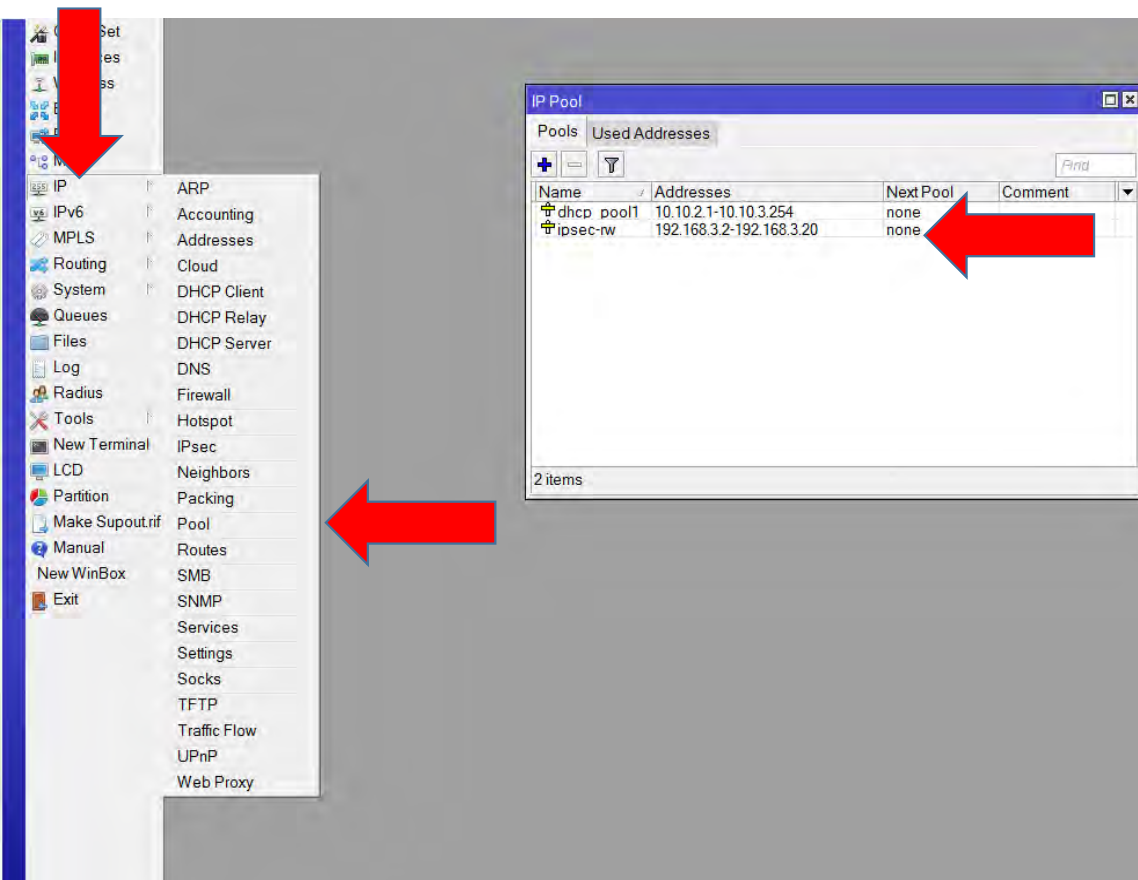 Set
IP
IPv6
MPLS
Routing
System
Queues
Files
Log
Radius
Tools
New Terminal
LCD
Partition
Make Supout.rif
Manual
New WinBox
Exit
ARP
Accounting
Addresses
Cloud
DHCP Client
DHCP Relay
DHCP Server
DNS
Firewall
Hotspot
IPsec
Neighbors
Packing
Pool
Routes
SMB
SNMP
Services
Settings
Socks
TFTP
Traffic Flow
UPnP
Web Proxy
IP Pool
Pools Used Addresses
Find
Name Addresses Next Pool Comment
dhcp_pool1 10.10.2.1-10.10.3.254 none
ipsec-rw 192.168.3.2-192.168.3.20 none
2 items